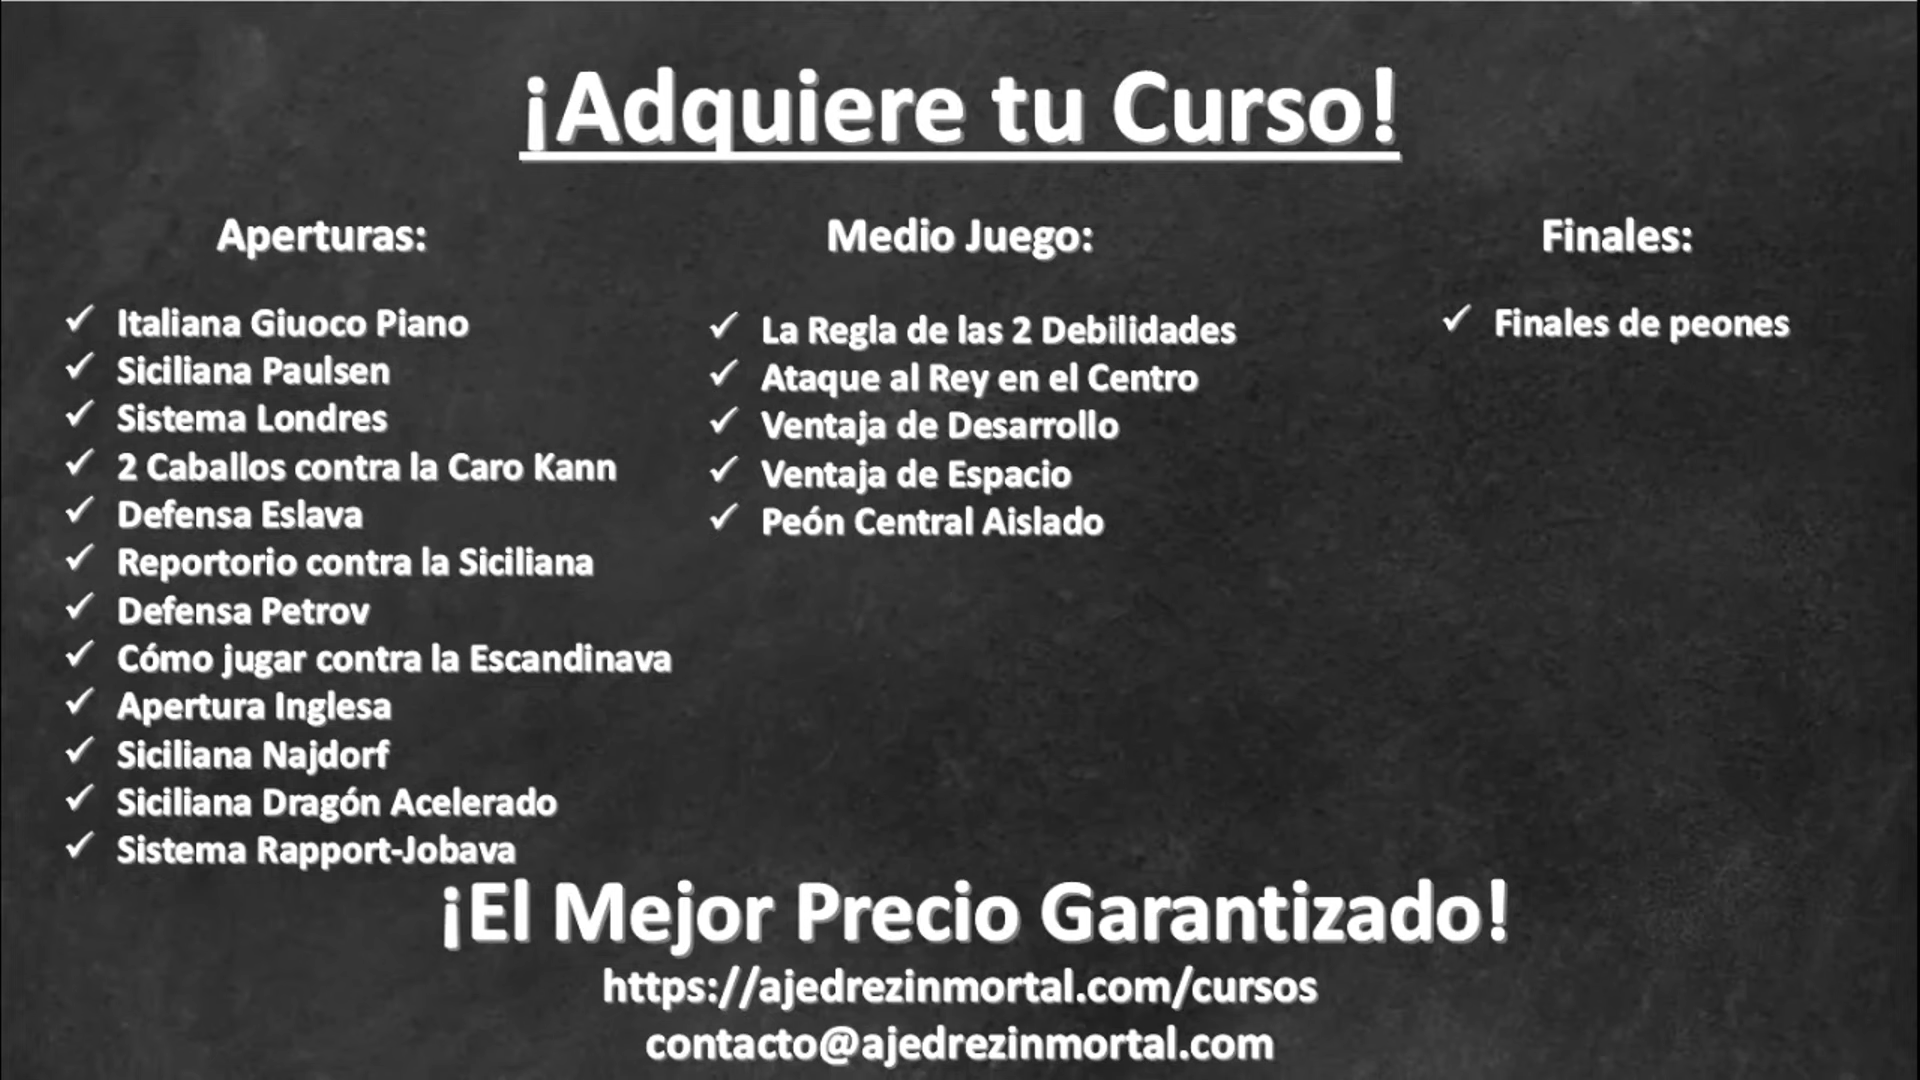 ¡Adquiere tu Curso!
Aperturas:
Italiana Giuoco Piano
Siciliana Paulsen
Sistema Londres
2 Caballos contra la Caro Kann
Defensa Eslava
Reportorio contra la Siciliana
Defensa Petrov
Cómo jugar contra la Escandinava
Apertura Inglesa
Siciliana Najdorf
Siciliana Dragón Acelerado
Sistema Rapport-Jobava
Medio Juego:
La Regla de las 2 Debilidades
Ataque al Rey en el Centro
Ventaja de Desarrollo
Ventaja de Espacio
Peón Central Aislado
Finales:
Finales de peones
¡El Mejor Precio Garantizado!
https://ajedrezinmortal.com/cursos
contacto@ajedrezinmortal.com